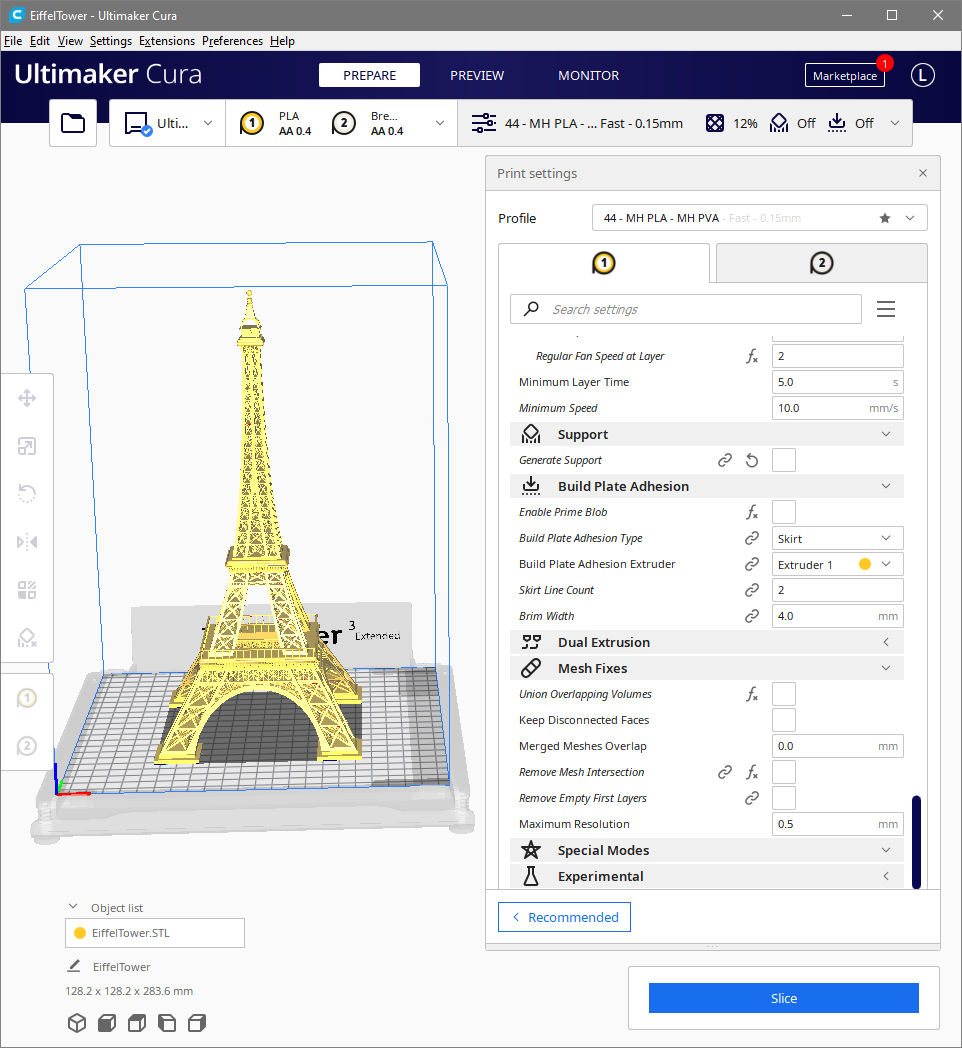 EiffelTower - Ultimaker Cura
File Edit View Settings Extensions Preferences Help
Ultimaker Cura
PREPARE PREVIEW MONITOR
Marketplace 1 L
Ulti...
1 PLA AA 0.4
2 Bre... AA 0.4
44 - MH PLA - ... Fast - 0.15mm 12% Off Off
Print settings
Profile 44 - MH PLA - MH PVA - Fast - 0.15mm
1 2
Search settings
Regular Fan Speed at Layer 2
Minimum Layer Time 5.0 s
Minimum Speed 10.0 mm/s
Support
Generate Support
Build Plate Adhesion
Enable Prime Blob
Build Plate Adhesion Type Skirt
Build Plate Adhesion Extruder Extruder 1
Skirt Line Count 2
Brim Width 4.0 mm
Dual Extrusion
Mesh Fixes
Union Overlapping Volumes
Keep Disconnected Faces
Merged Meshes Overlap 0.0 mm
Remove Mesh Intersection
Remove Empty First Layers
Maximum Resolution 0.5 mm
Special Modes
Experimental
Recommended
er 3 Extended
1
2
Object list
EiffelTower.STL
EiffelTower
128.2 x 128.2 x 283.6 mm
Slice